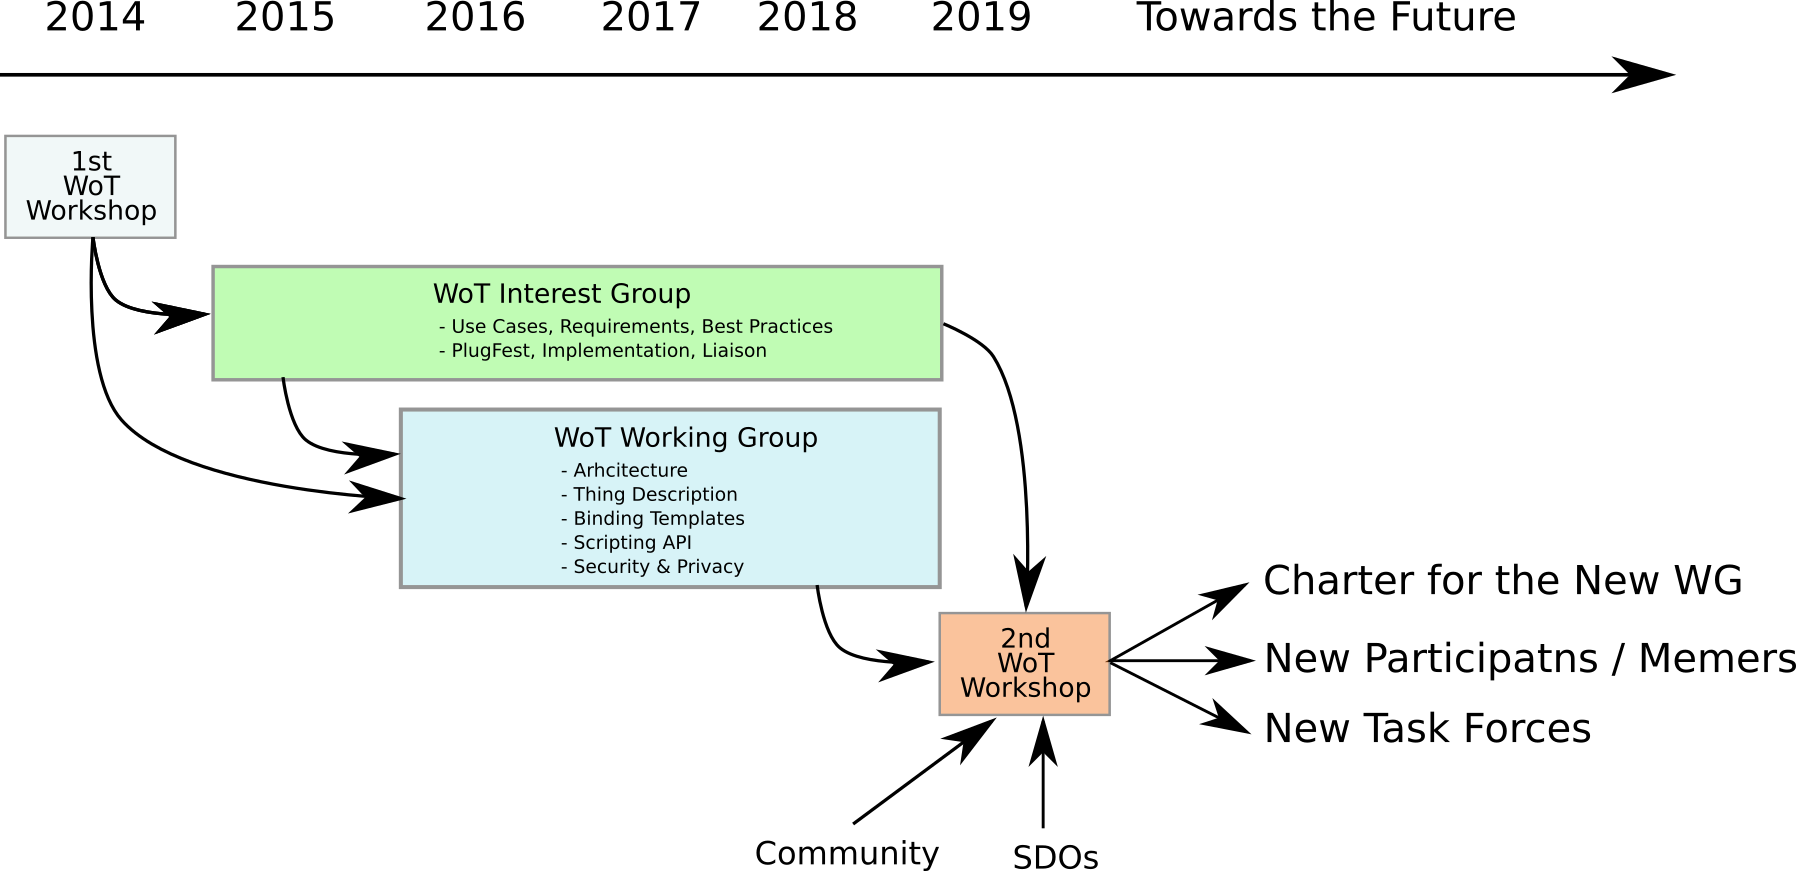 2014 2015 2016 2017 2018 2019 Towards the Future
1st
WoT
Workshop
WoT Interest Group
- Use Cases, Requirements, Best Practices
- PlugFest, Implementation, Liaison
WoT Working Group
- Arhcitecture
- Thing Description
- Binding Templates
- Scripting API
- Security & Privacy
2nd
WoT
Workshop
Charter for the New WG
New Participatns / Memers
New Task Forces
Community
SDOs